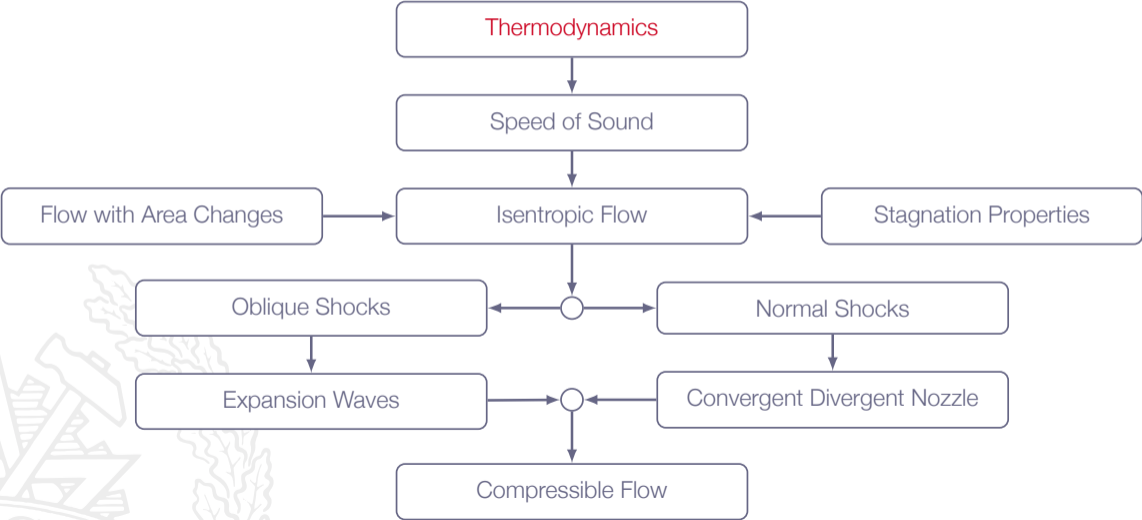 Thermodynamics
Speed of Sound
Flow with Area Changes
Isentropic Flow
Stagnation Properties
Oblique Shocks
Normal Shocks
Expansion Waves
Convergent Divergent Nozzle
Compressible Flow